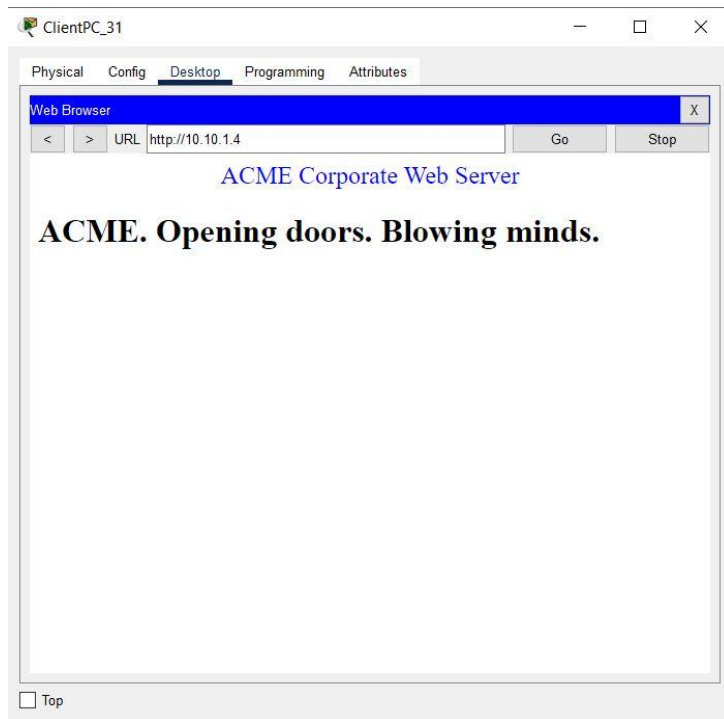 ClientPC_31
Physical Config Desktop Programming Attributes
Web Browser X
< > URL http://10.10.1.4 Go Stop
ACME Corporate Web Server
ACME. Opening doors. Blowing minds.
Top